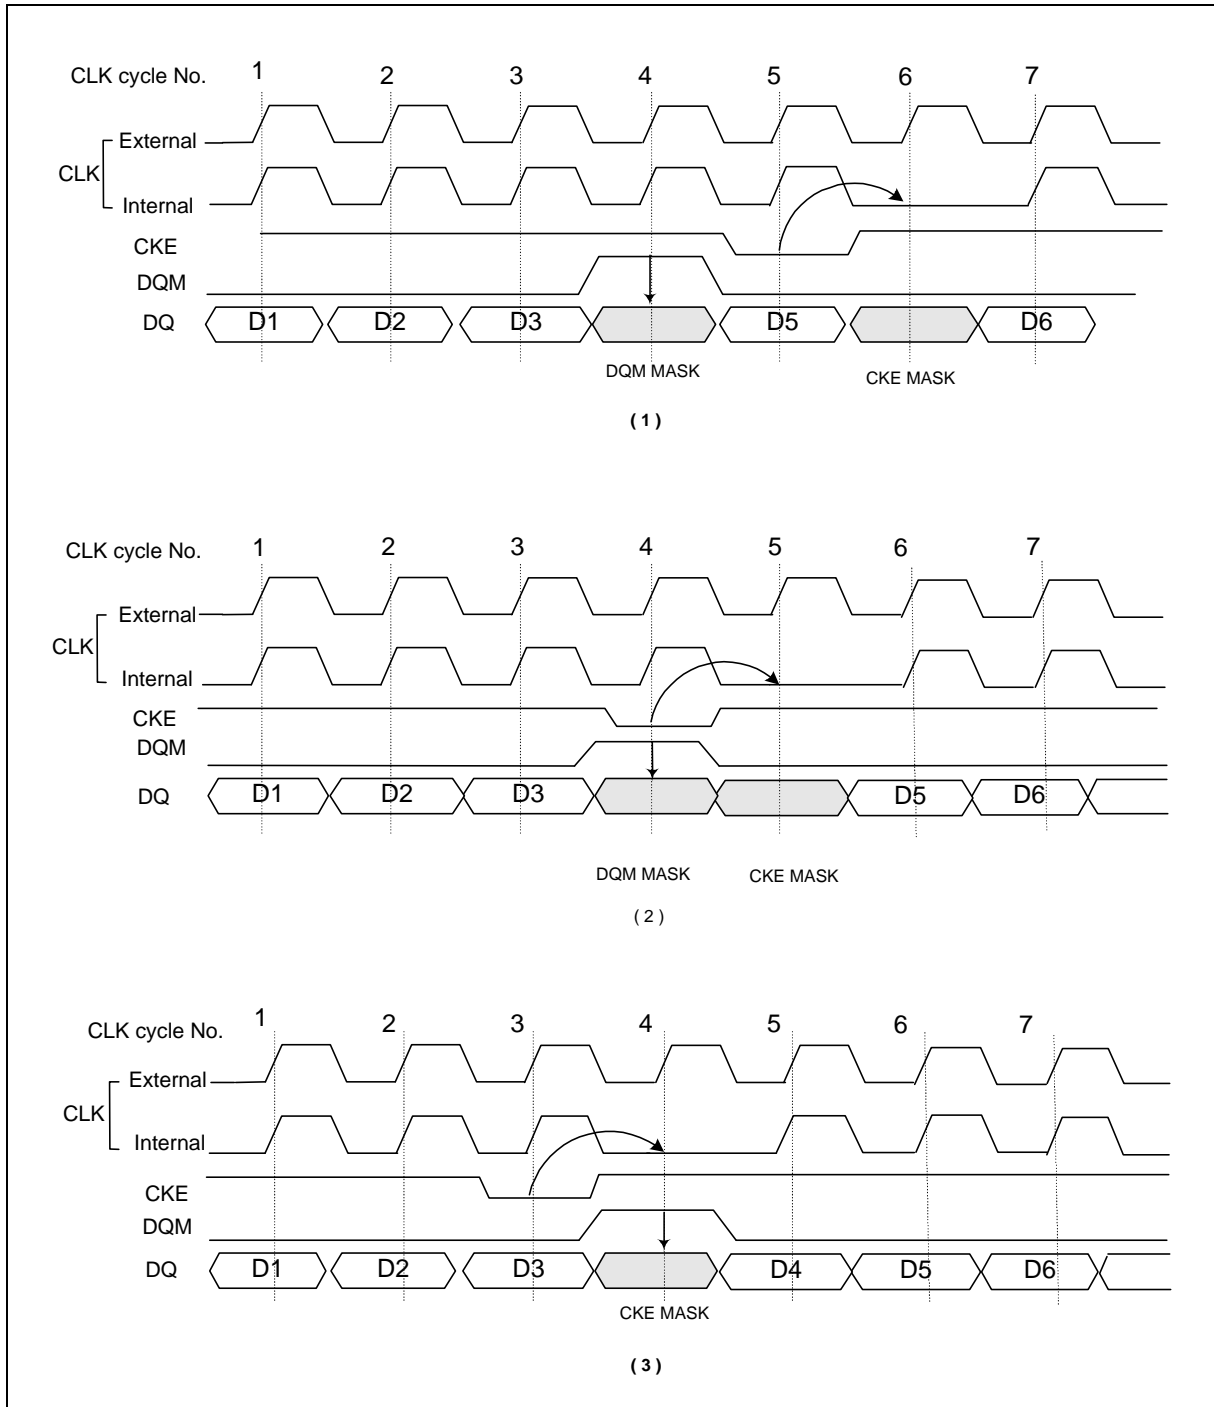 CLK cycle No. 1 2 3 4 5 6 7
External
CLK
Internal
CKE
DQM
DQ D1 D2 D3 D5 D6
DQM MASK CKE MASK
( 1 )
CLK cycle No. 1 2 3 4 5 6 7
External
CLK
Internal
CKE
DQM
DQ D1 D2 D3 D5 D6
DQM MASK CKE MASK
( 2 )
CLK cycle No. 1 2 3 4 5 6 7
External
CLK
Internal
CKE
DQM
DQ D1 D2 D3 D4 D5 D6
CKE MASK
( 3 )